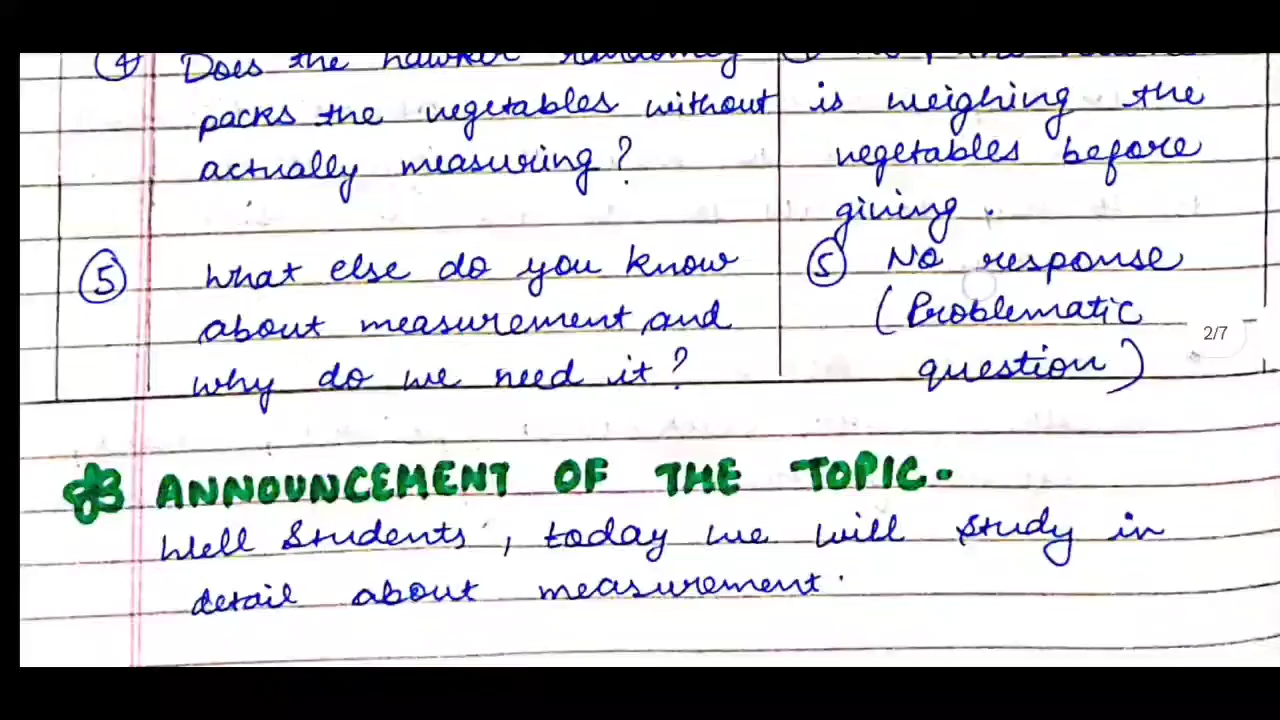 4 Does the hawker randomly
packs the vegetables without
actually measuring?
is weighing the
vegetables before
giving.
5 What else do you know
about measurement, and
why do we need it?
5 No response
(Problematic
question)
2/7
ANNOUNCEMENT OF THE TOPIC.
Well Students, today we will study in
detail about measurement.